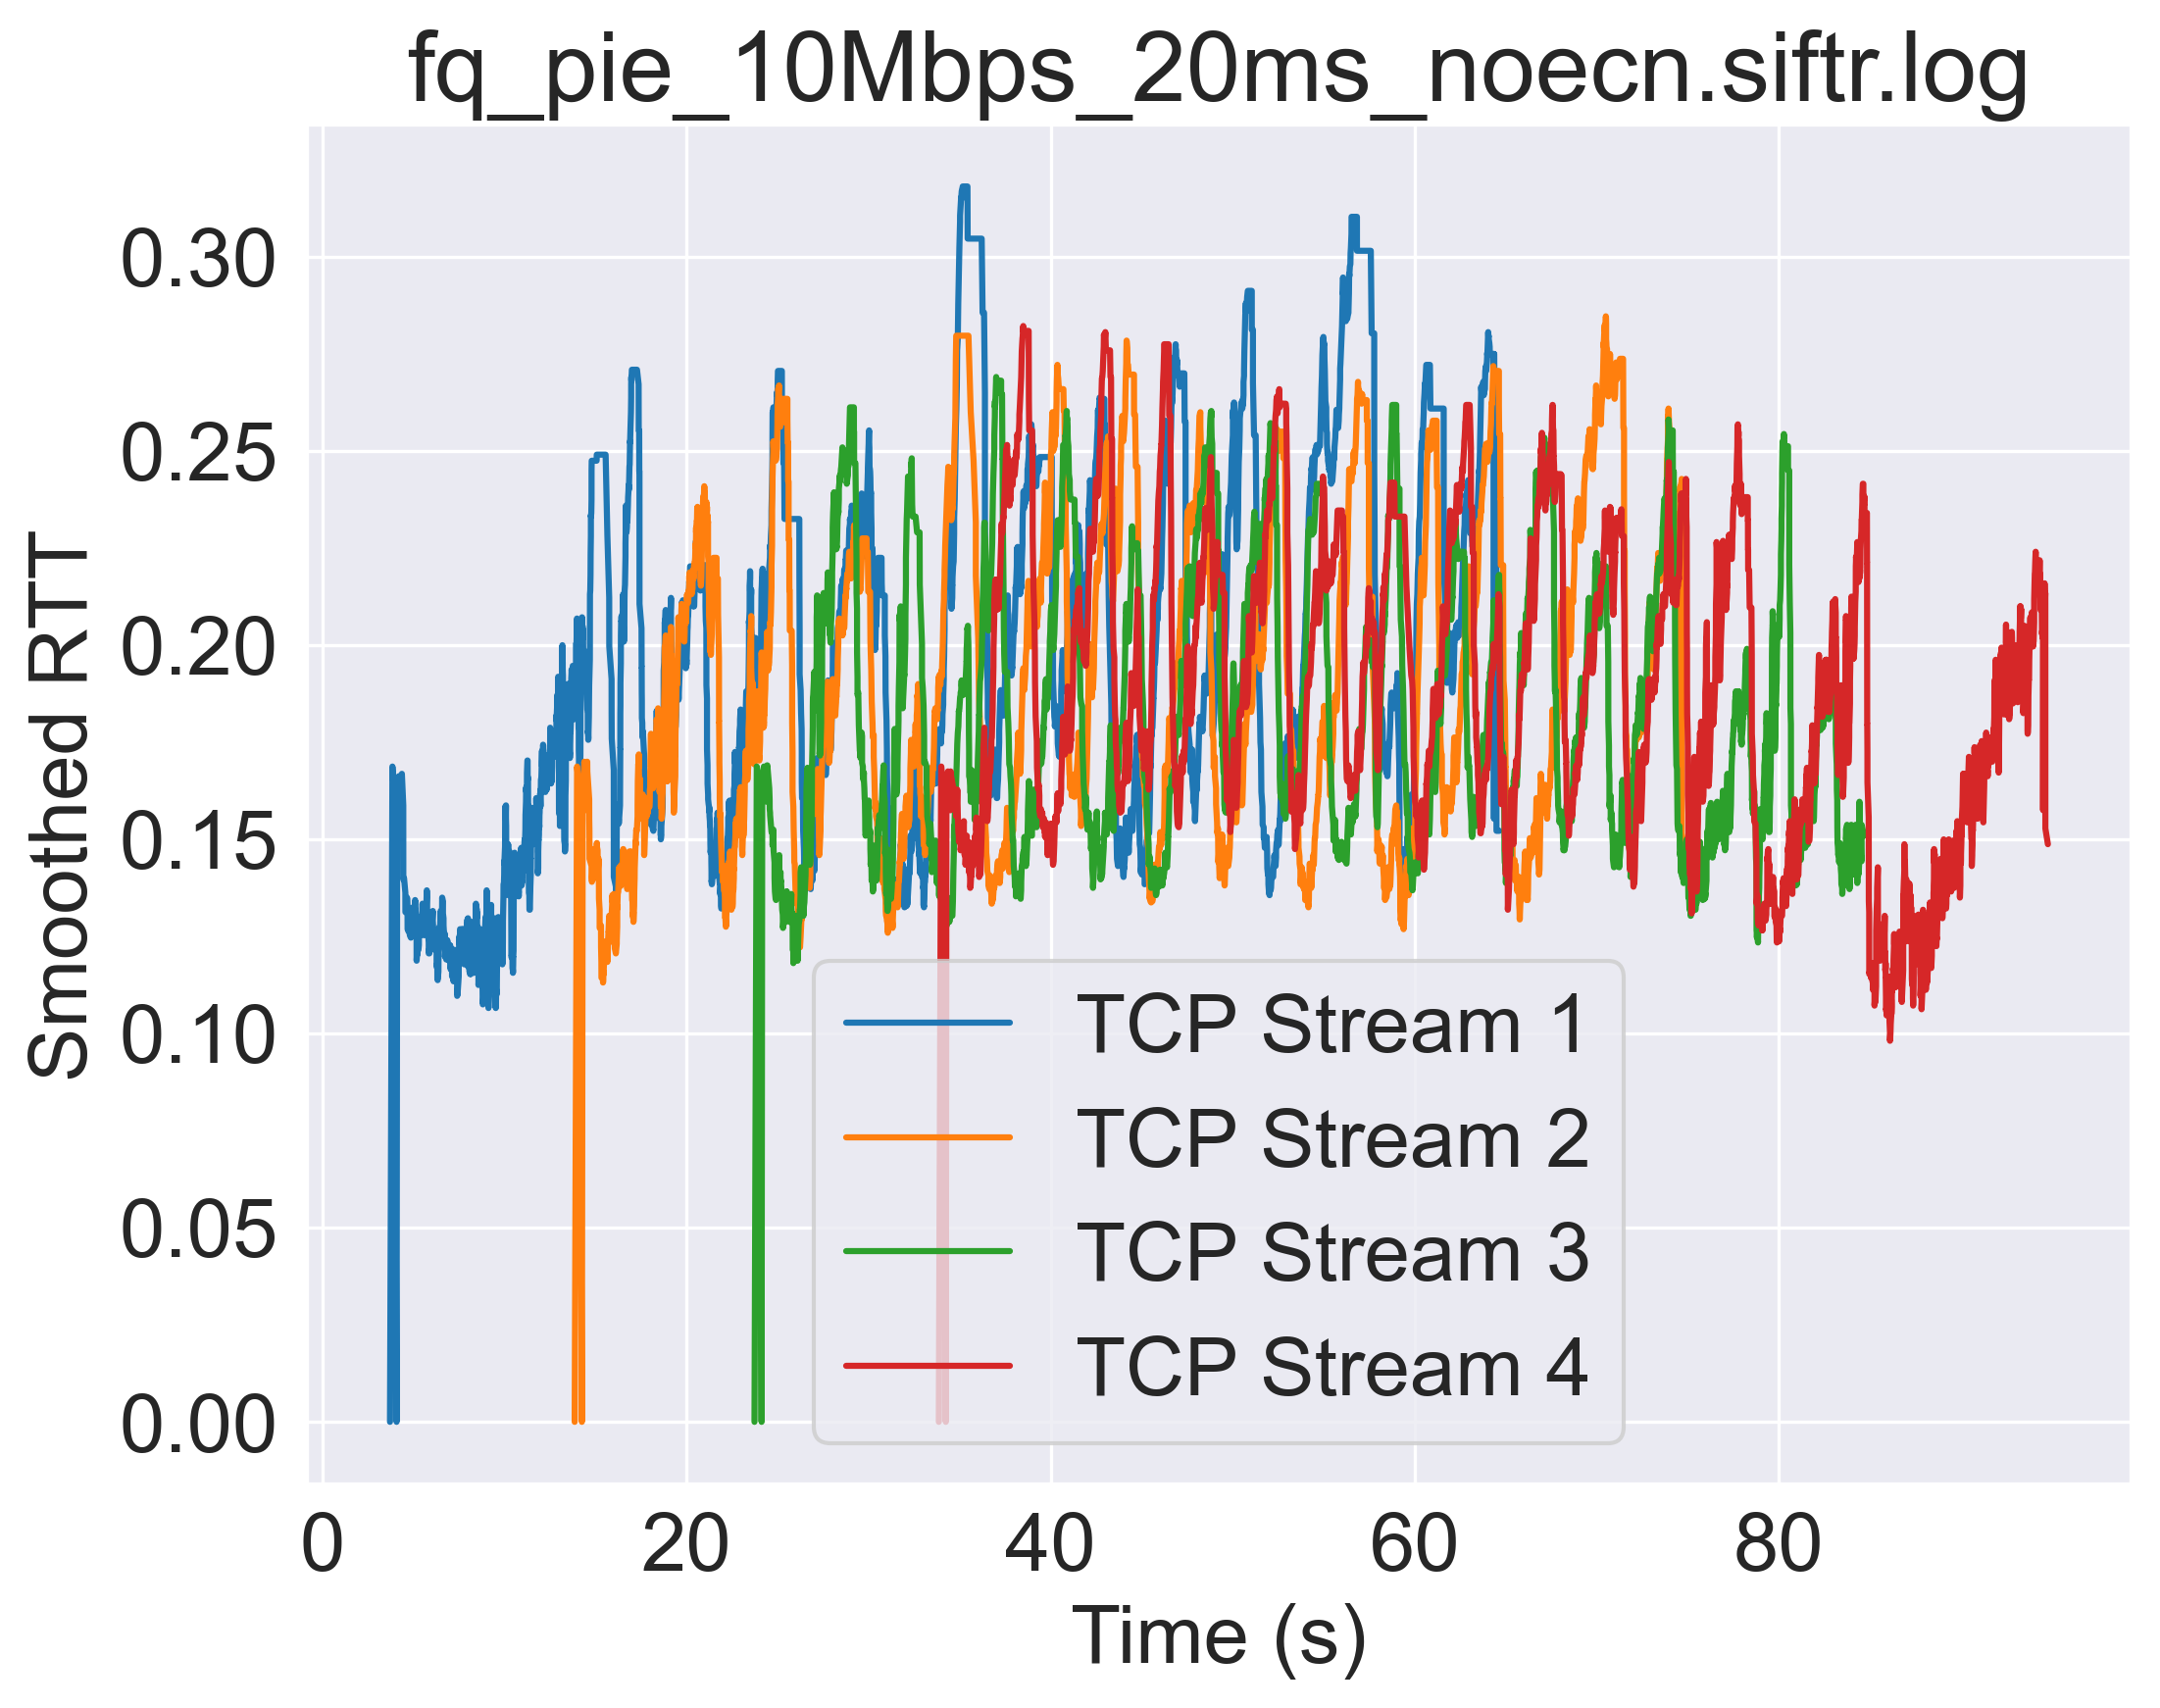 fq_pie_10Mbps_20ms_noecn.siftr.log
Smoothed RTT
0.30
0.25
0.20
0.15
0.10
0.05
0.00
TCP Stream 1
TCP Stream 2
TCP Stream 3
TCP Stream 4
0 20 40 60 80
Time (s)